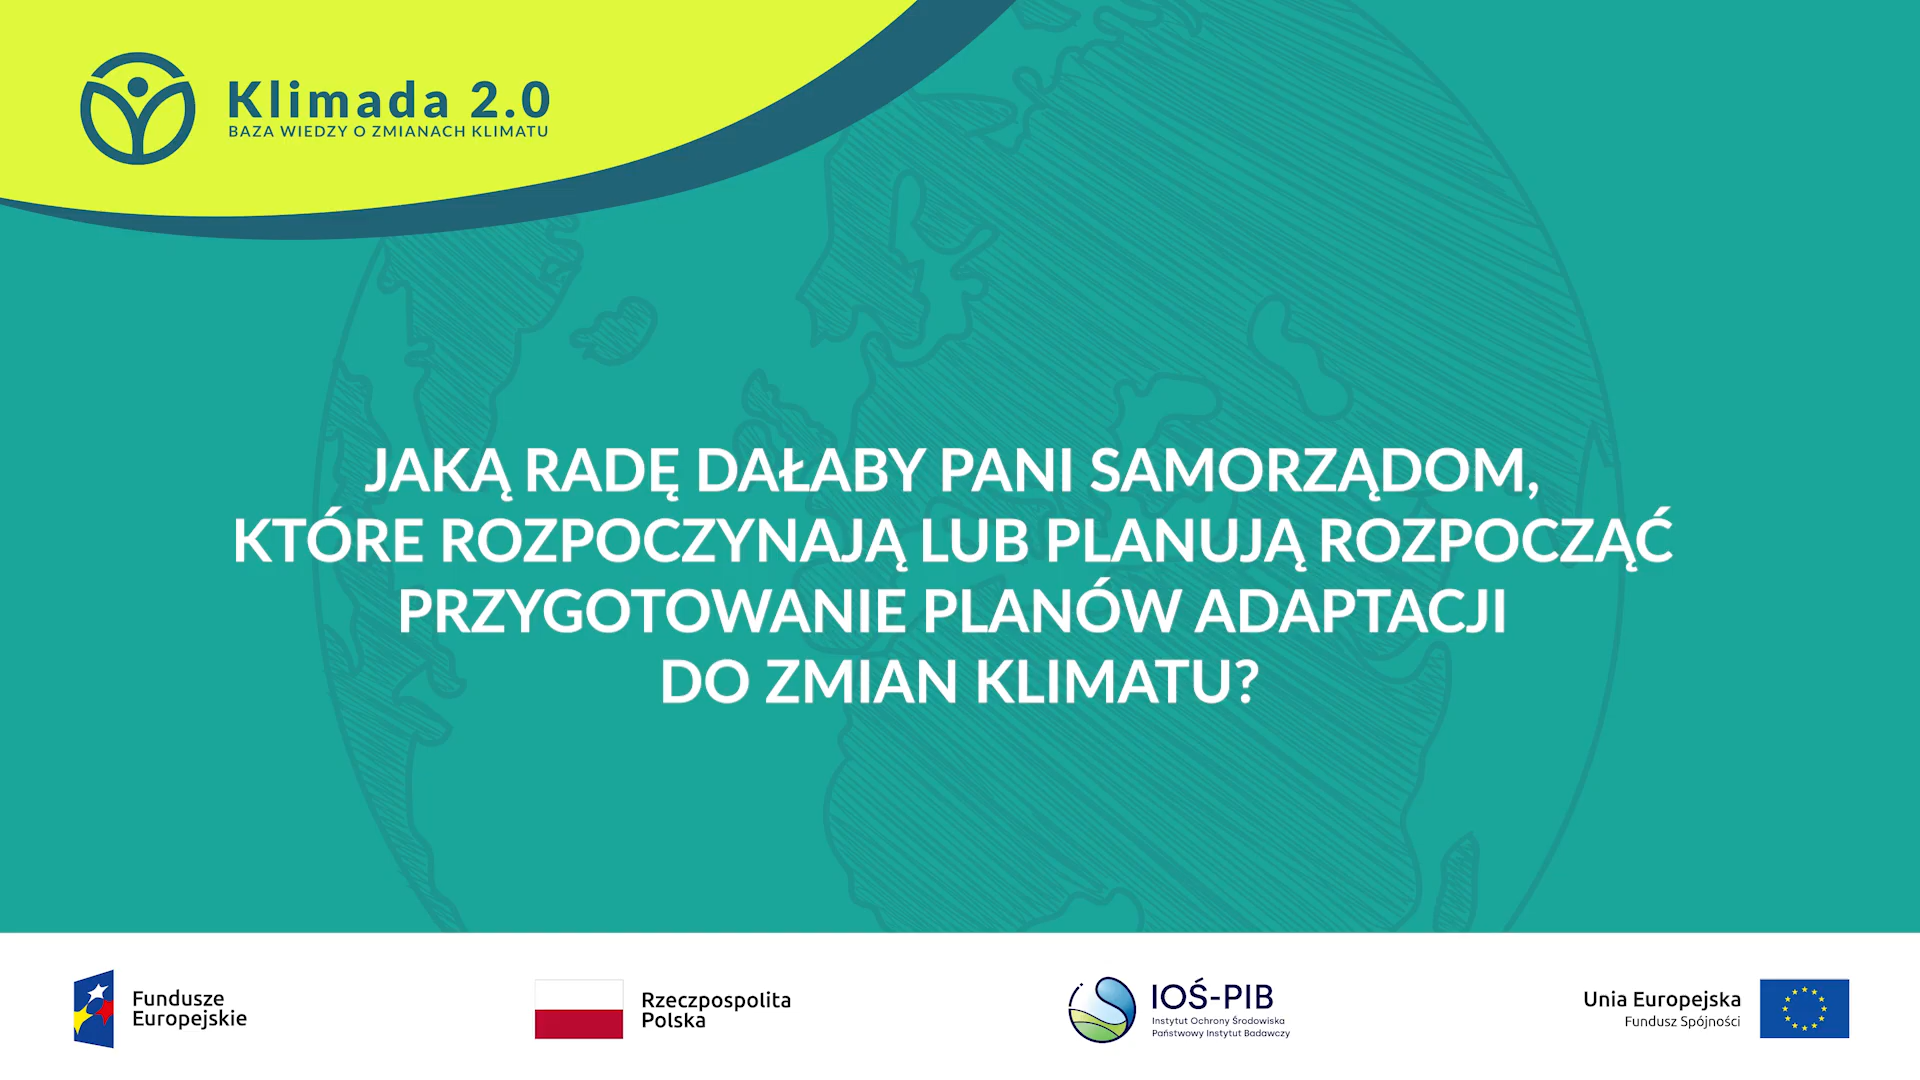 Klimada 2.0
BAZA WIEDZY O ZMIANACH KLIMATU
JAKĄ RADĘ DAŁABY PANI SAMORZĄDOM,
KTÓRE ROZPOCZYNAJĄ LUB PLANUJĄ ROZPOCZĄĆ
PRZYGOTOWANIE PLANÓW ADAPTACJI
DO ZMIAN KLIMATU?
Fundusze
Europejskie
Rzeczpospolita
Polska
IOŚ-PIB
Instytut Ochrony Środowiska
Państwowy Instytut Badawczy
Unia Europejska
Fundusz Spójności